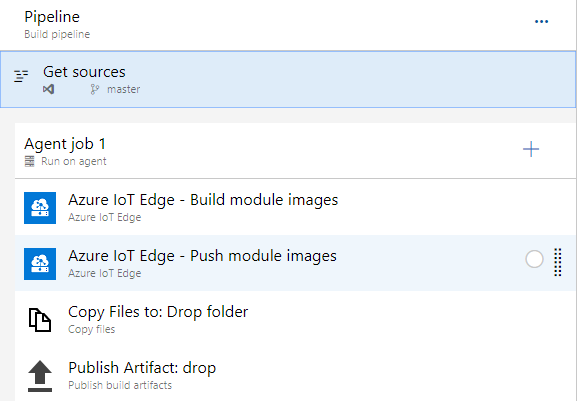 Pipeline
...
Build pipeline
Get sources
master
Agent job 1
Run on agent
Azure IoT Edge - Build module images
Azure IoT Edge
Azure IoT Edge - Push module images
Azure IoT Edge
Copy Files to: Drop folder
Copy files
Publish Artifact: drop
Publish build artifacts